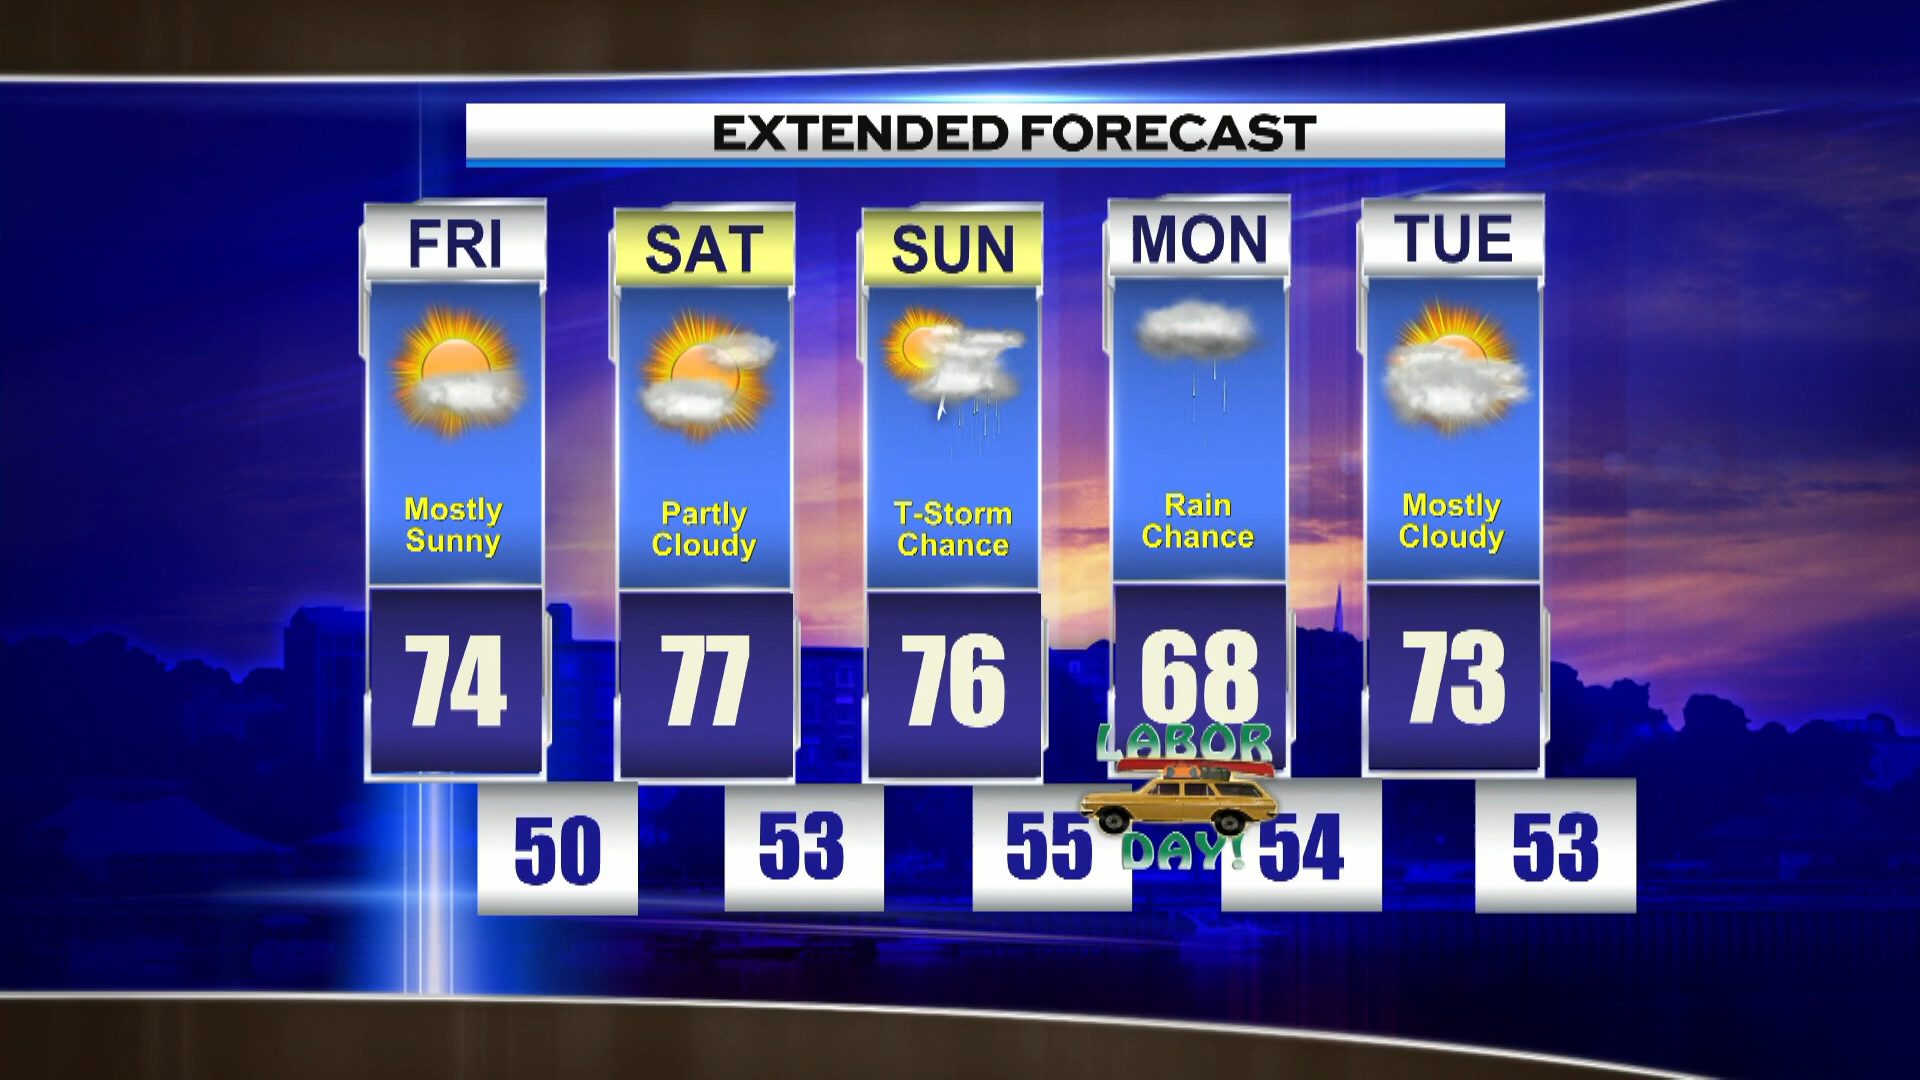 EXTENDED FORECAST
FRI
Mostly
Sunny
74
50
SAT
Partly
Cloudy
77
53
SUN
T-Storm
Chance
76
55
MON
Rain
Chance
68
LABOR
DAY!
54
TUE
Mostly
Cloudy
73
53